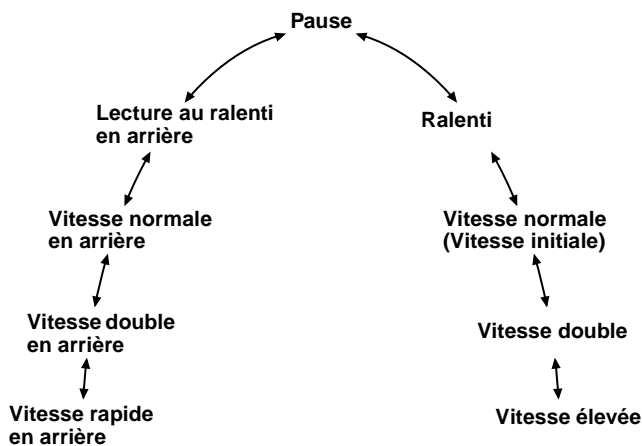 Pause
Lecture au ralenti
en arrière
Ralenti
Vitesse normale
en arrière
Vitesse normale
(Vitesse initiale)
Vitesse double
en arrière
Vitesse double
Vitesse rapide
en arrière
Vitesse élevée